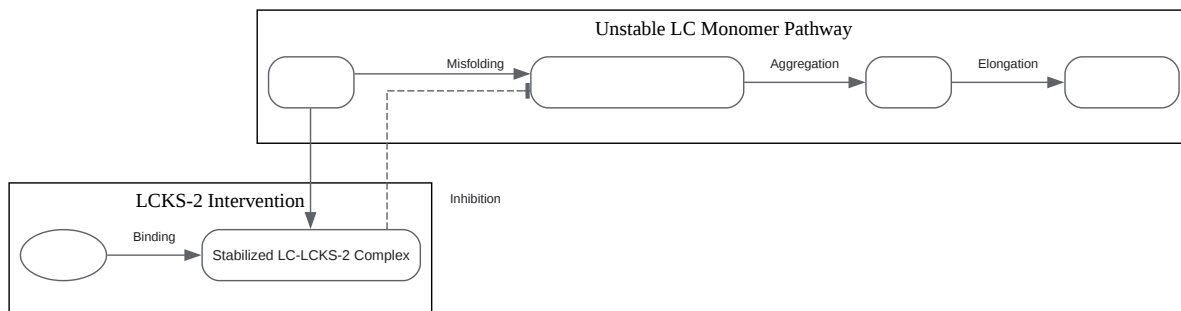 Unstable LC Monomer Pathway
Misfolding
Aggregation
Elongation
LCKS-2 Intervention
Inhibition
Binding
Stabilized LC-LCKS-2 Complex